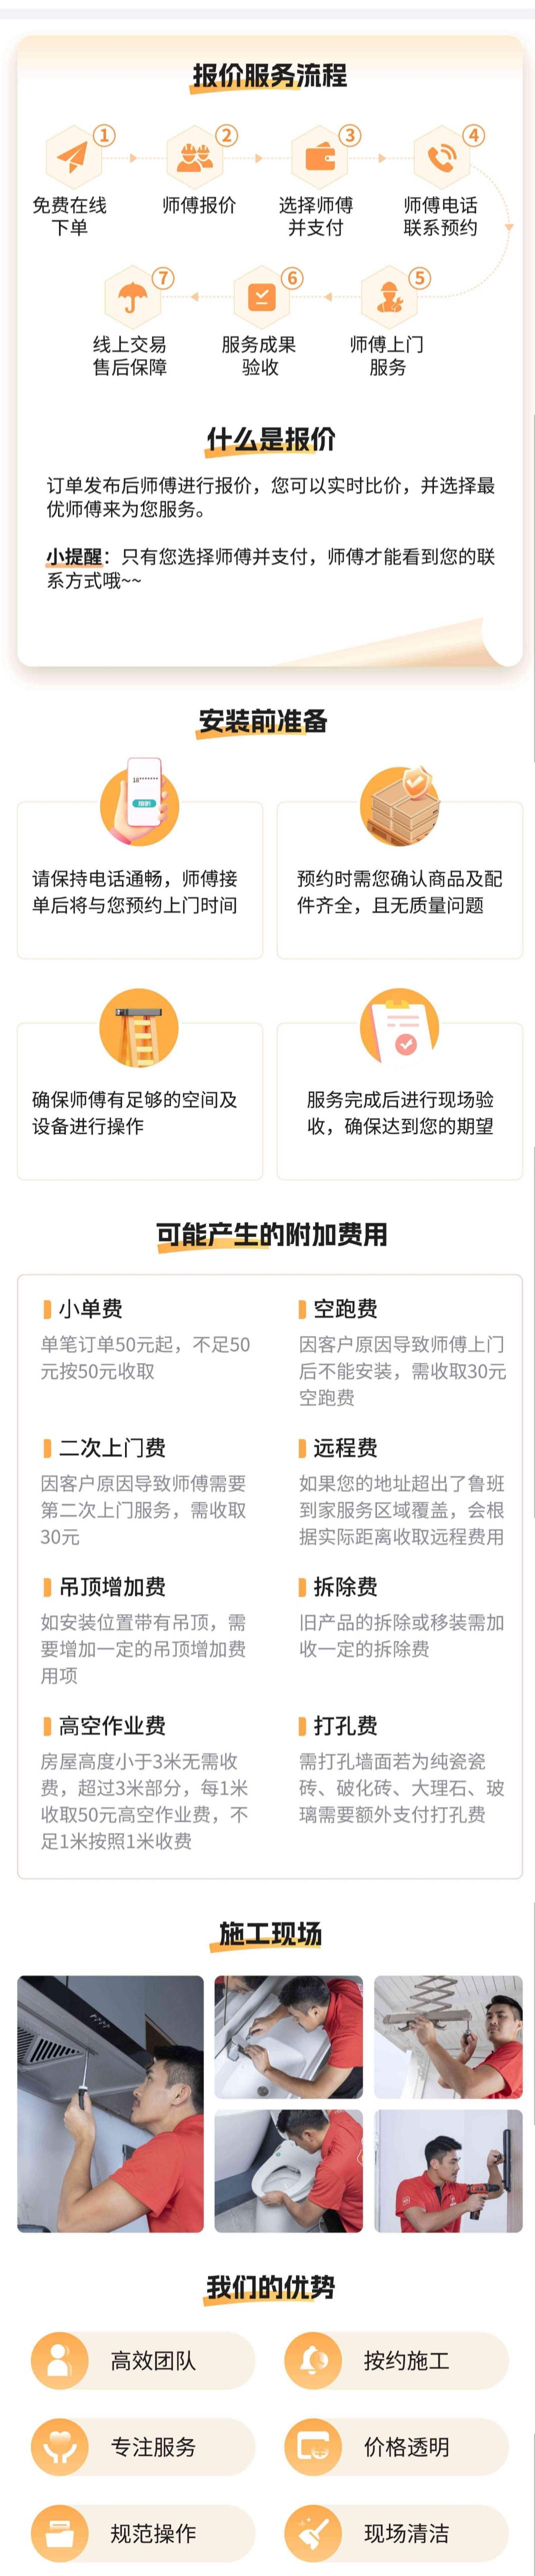 报价服务流程
1
2
3
4
免费在线
下单
师傅报价
选择师傅
并支付
师傅电话
联系预约
7
6
5
线上交易
售后保障
服务成果
验收
师傅上门
服务
什么是报价
订单发布后师傅进行报价，您可以实时比价，并选择最
优师傅来为您服务。
小提醒：只有您选择师傅并支付，师傅才能看到您的联
系方式哦~~
安装前准备
18*******
请保持电话通畅，师傅接
单后将与您预约上门时间
预约时需您确认商品及配
件齐全，且无质量问题
确保师傅有足够的空间及
设备进行操作
服务完成后进行现场验
收，确保达到您的期望
可能产生的附加费用
小单费
单笔订单50元起，不足50
元按50元收取
空跑费
因客户原因导致师傅上门
后不能安装，需收取30元
空跑费
二次上门费
因客户原因导致师傅需要
第二次上门服务，需收取
30元
远程费
如果您的地址超出了鲁班
到家服务区域覆盖，会根
据实际距离收取远程费用
吊顶增加费
如安装位置带有吊顶，需
要增加一定的吊顶增加费
用项
拆除费
旧产品的拆除或移装需加
收一定的拆除费
高空作业费
房屋高度小于3米无需收
费，超过3米部分，每1米
收取50元高空作业费，不
足1米按照1米收费
打孔费
需打孔墙面若为纯瓷瓷
砖、破化砖、大理石、玻
璃需要额外支付打孔费
施工现场
我们的优势
高效团队
按约施工
专注服务
价格透明
规范操作
现场清洁